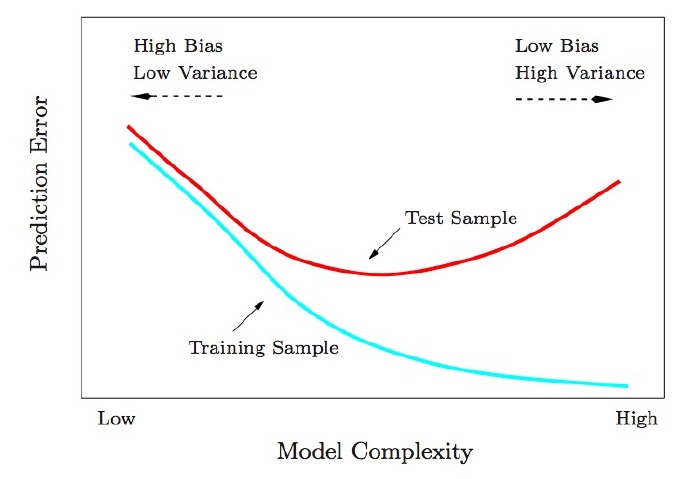 High Bias
Low Variance
Low Bias
High Variance
Prediction Error
Test Sample
Training Sample
Low
High
Model Complexity